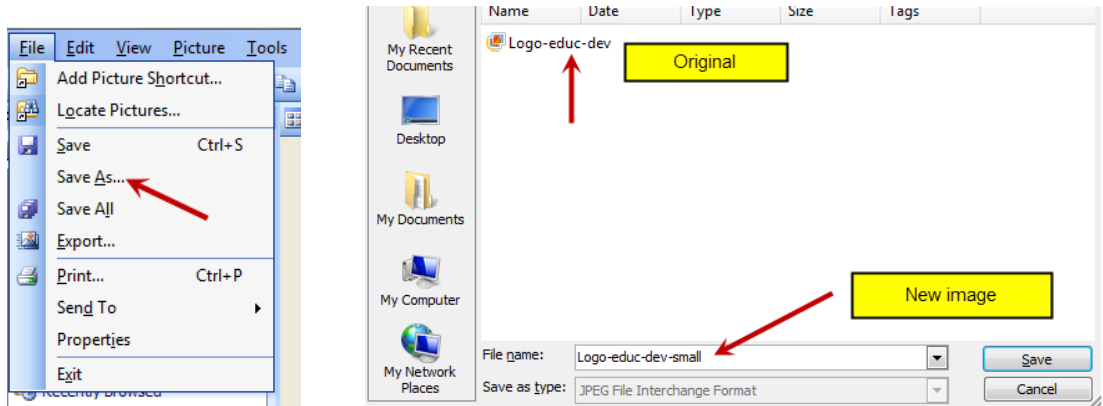 File Edit View Picture Tools
Add Picture Shortcut...
Locate Pictures...
Save Ctrl+S
Save As...
Save All
Export...
Print... Ctrl+P
Send To
Properties
Exit
Recently Browsed
Name Date Type Size Tags
My Recent
Documents
Desktop
My Documents
My Computer
My Network
Places
Logo-educ-dev
Original
New image
File name: Logo-educ-dev-small Save
Save as type: JPEG File Interchange Format Cancel